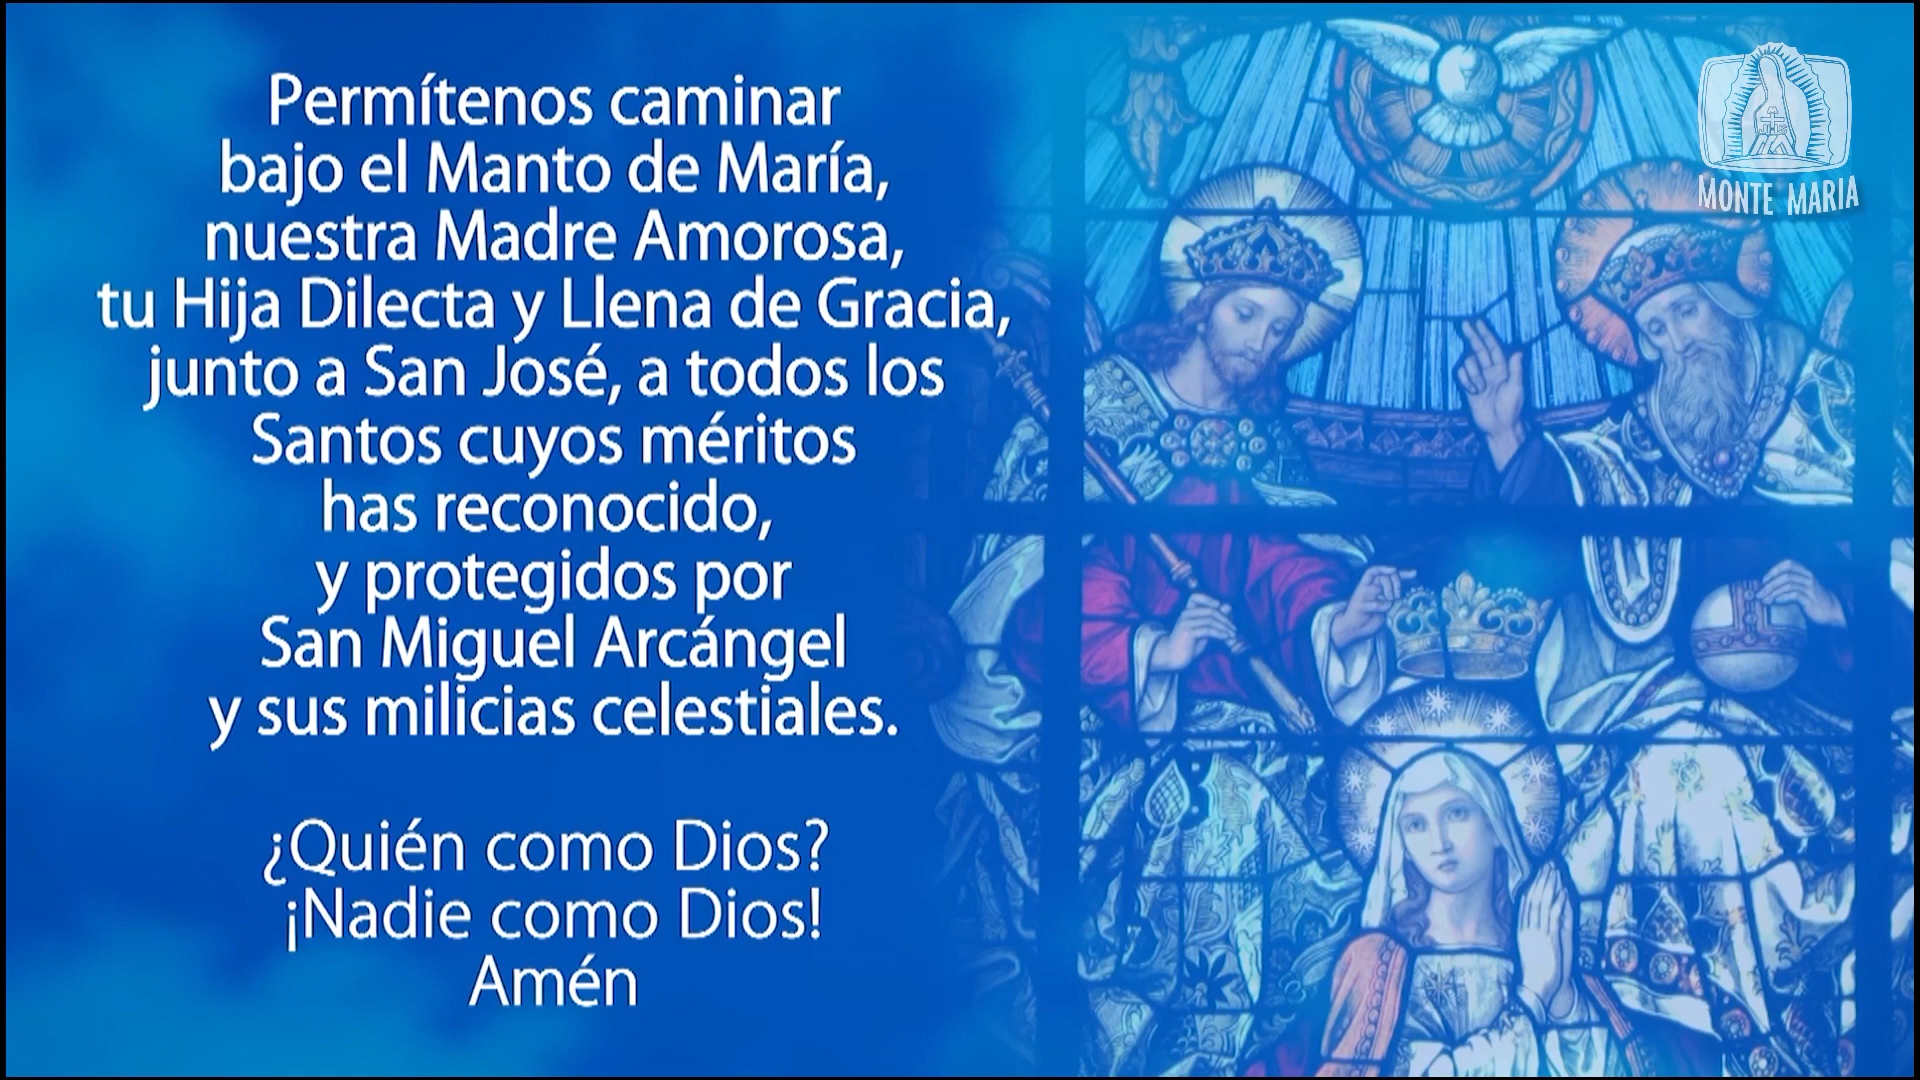 Permítenos caminar
bajo el Manto de María,
nuestra Madre Amorosa,
tu Hija Dilecta y Llena de Gracia,
junto a San José, a todos los
Santos cuyos méritos
has reconocido,
y protegidos por
San Miguel Arcángel
y sus milicias celestiales.
¿Quién como Dios?
¡Nadie como Dios!
Amén
JHS
MONTE MARIA